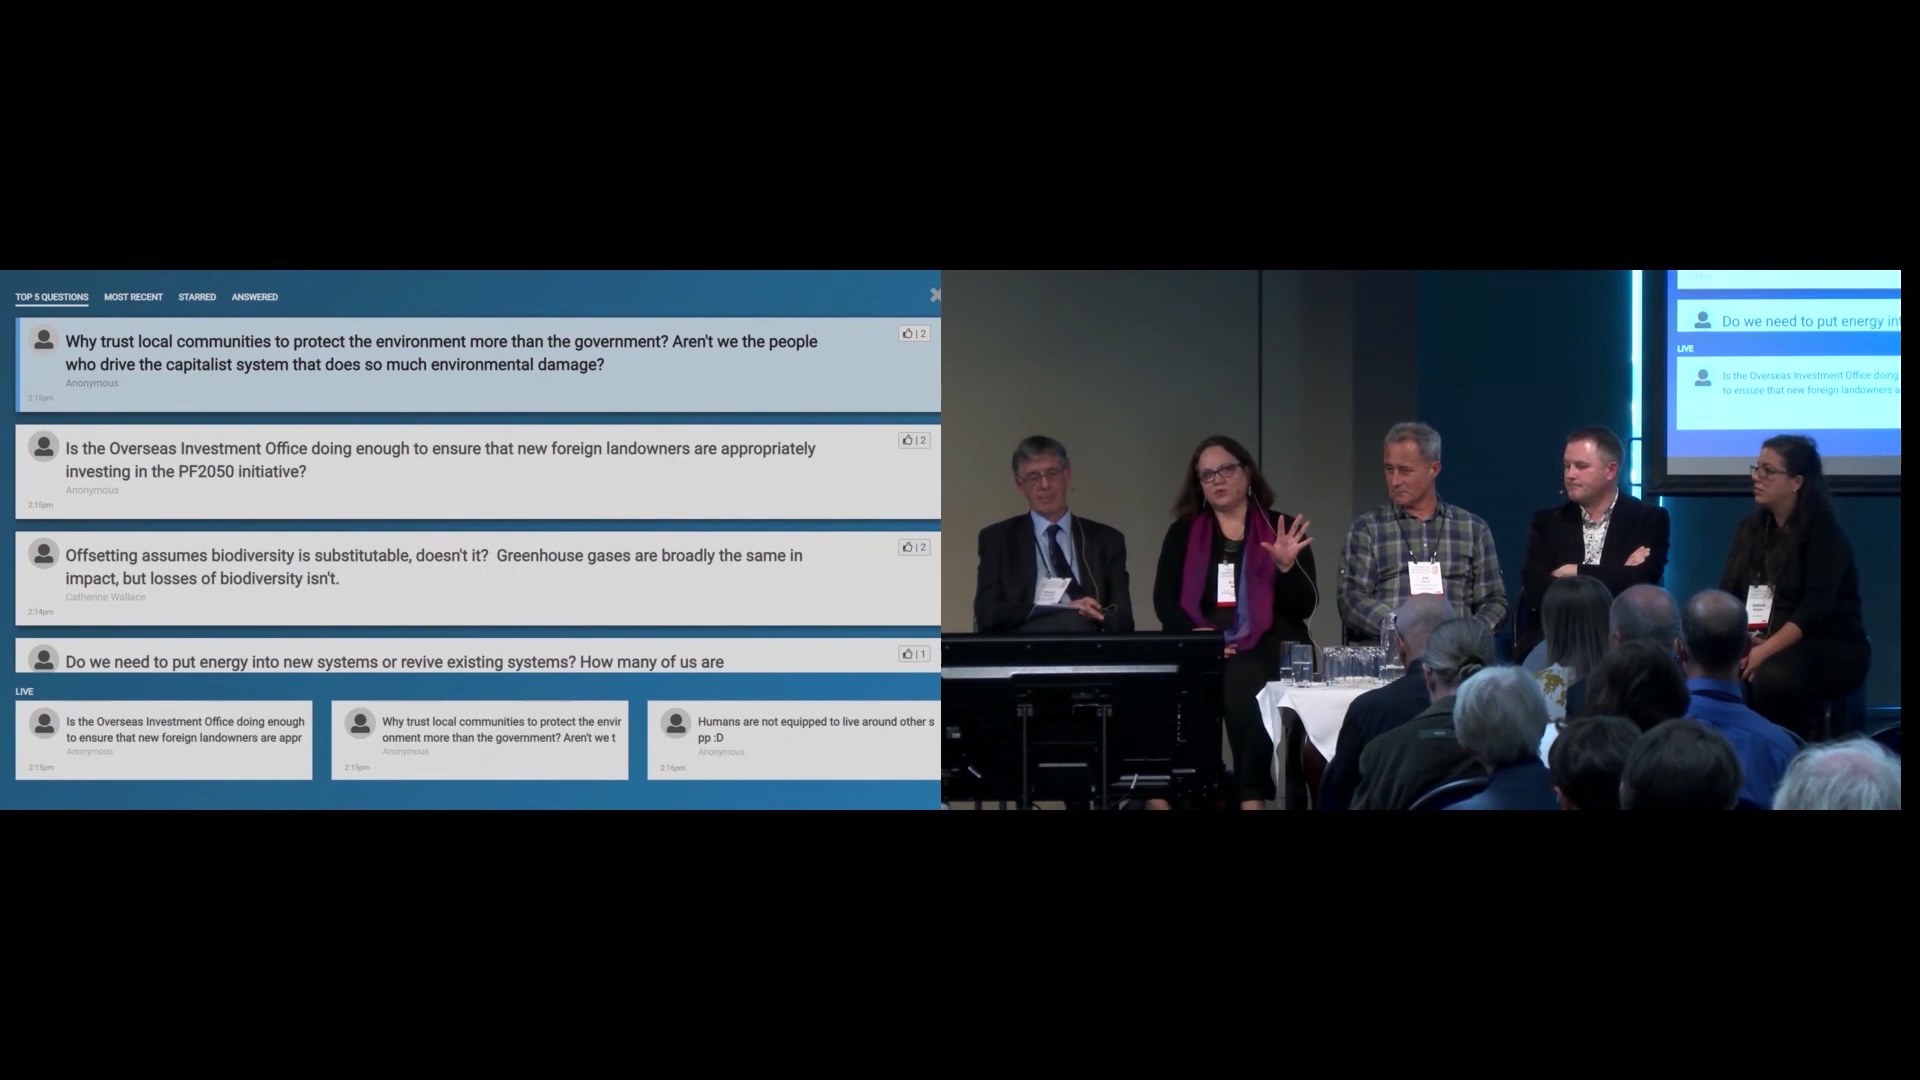 TOP 5 QUESTIONS MOST RECENT STARRED ANSWERED
Why trust local communities to protect the environment more than the government? Aren't we the people
who drive the capitalist system that does so much environmental damage?
Anonymous
2:15pm
2
Is the Overseas Investment Office doing enough to ensure that new foreign landowners are appropriately
investing in the PF2050 initiative?
Anonymous
2:15pm
2
Offsetting assumes biodiversity is substitutable, doesn't it? Greenhouse gases are broadly the same in
impact, but losses of biodiversity isn't.
Catherine Wallace
2:14pm
2
Do we need to put energy into new systems or revive existing systems? How many of us are
1
LIVE
Is the Overseas Investment Office doing enough
to ensure that new foreign landowners are appr
Anonymous
2:15pm
Why trust local communities to protect the envir
onment more than the government? Aren't we t
Anonymous
2:15pm
Humans are not equipped to live around other s
pp :D
Anonymous
2:16pm
Do we need to put energy int
LIVE
Is the Overseas Investment Office doing
to ensure that new foreign landowners a